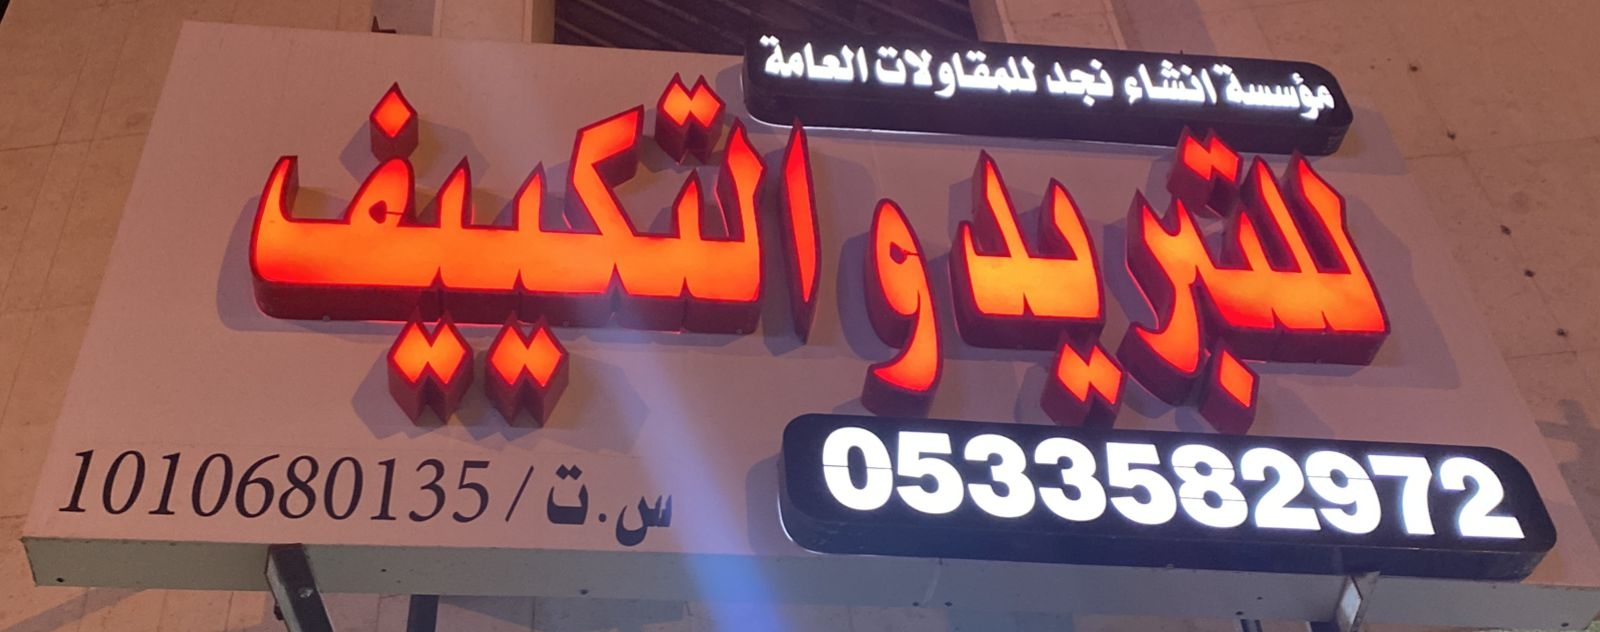 مؤسسة انشاء نجد للمقاولات العامة
للتبريد و التكييف
0533582972
س.ت/1010680135